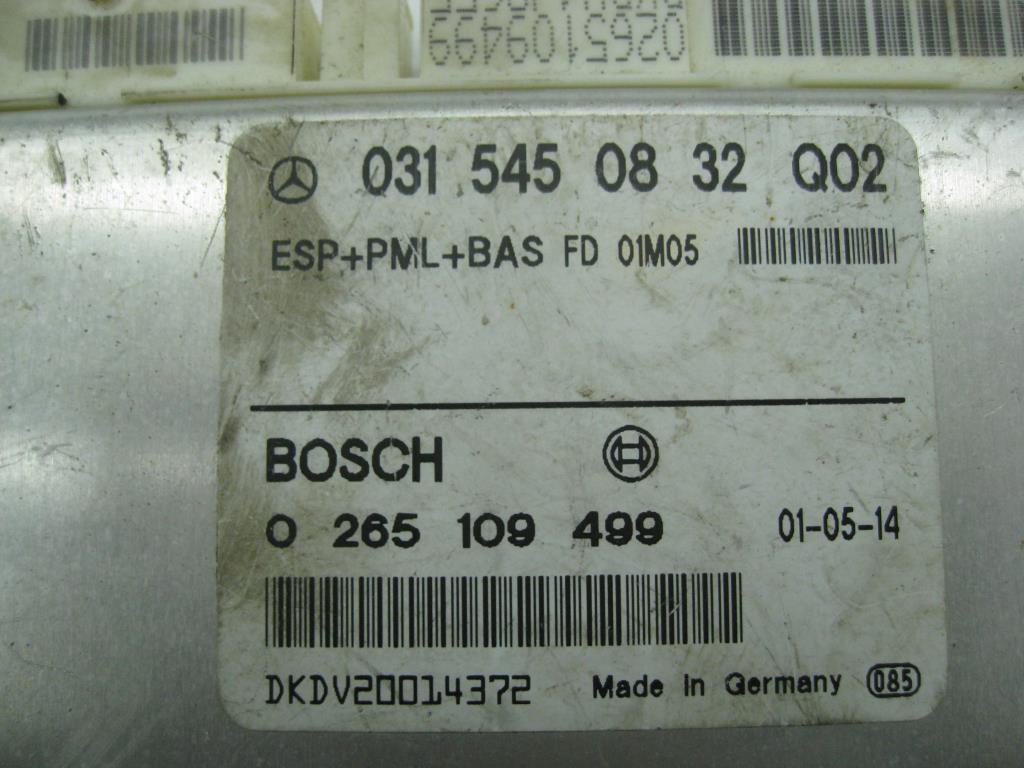 0265109499
031 545 08 32 Q02
ESP+PML+BAS FD 01M05
BOSCH
0 265 109 499 01-05-14
DKDV20014372 Made in Germany 085